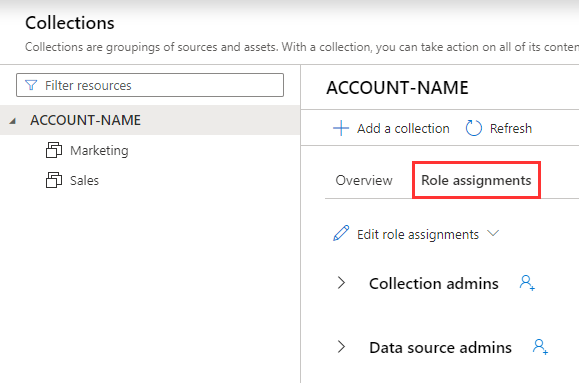 Collections
Collections are groupings of sources and assets. With a collection, you can take action on all of its
Filter resources
ACCOUNT-NAME
Marketing
Sales
ACCOUNT-NAME
Add a collection Refresh
Overview Role assignments
Edit role assignments
Collection admins
Data source admins